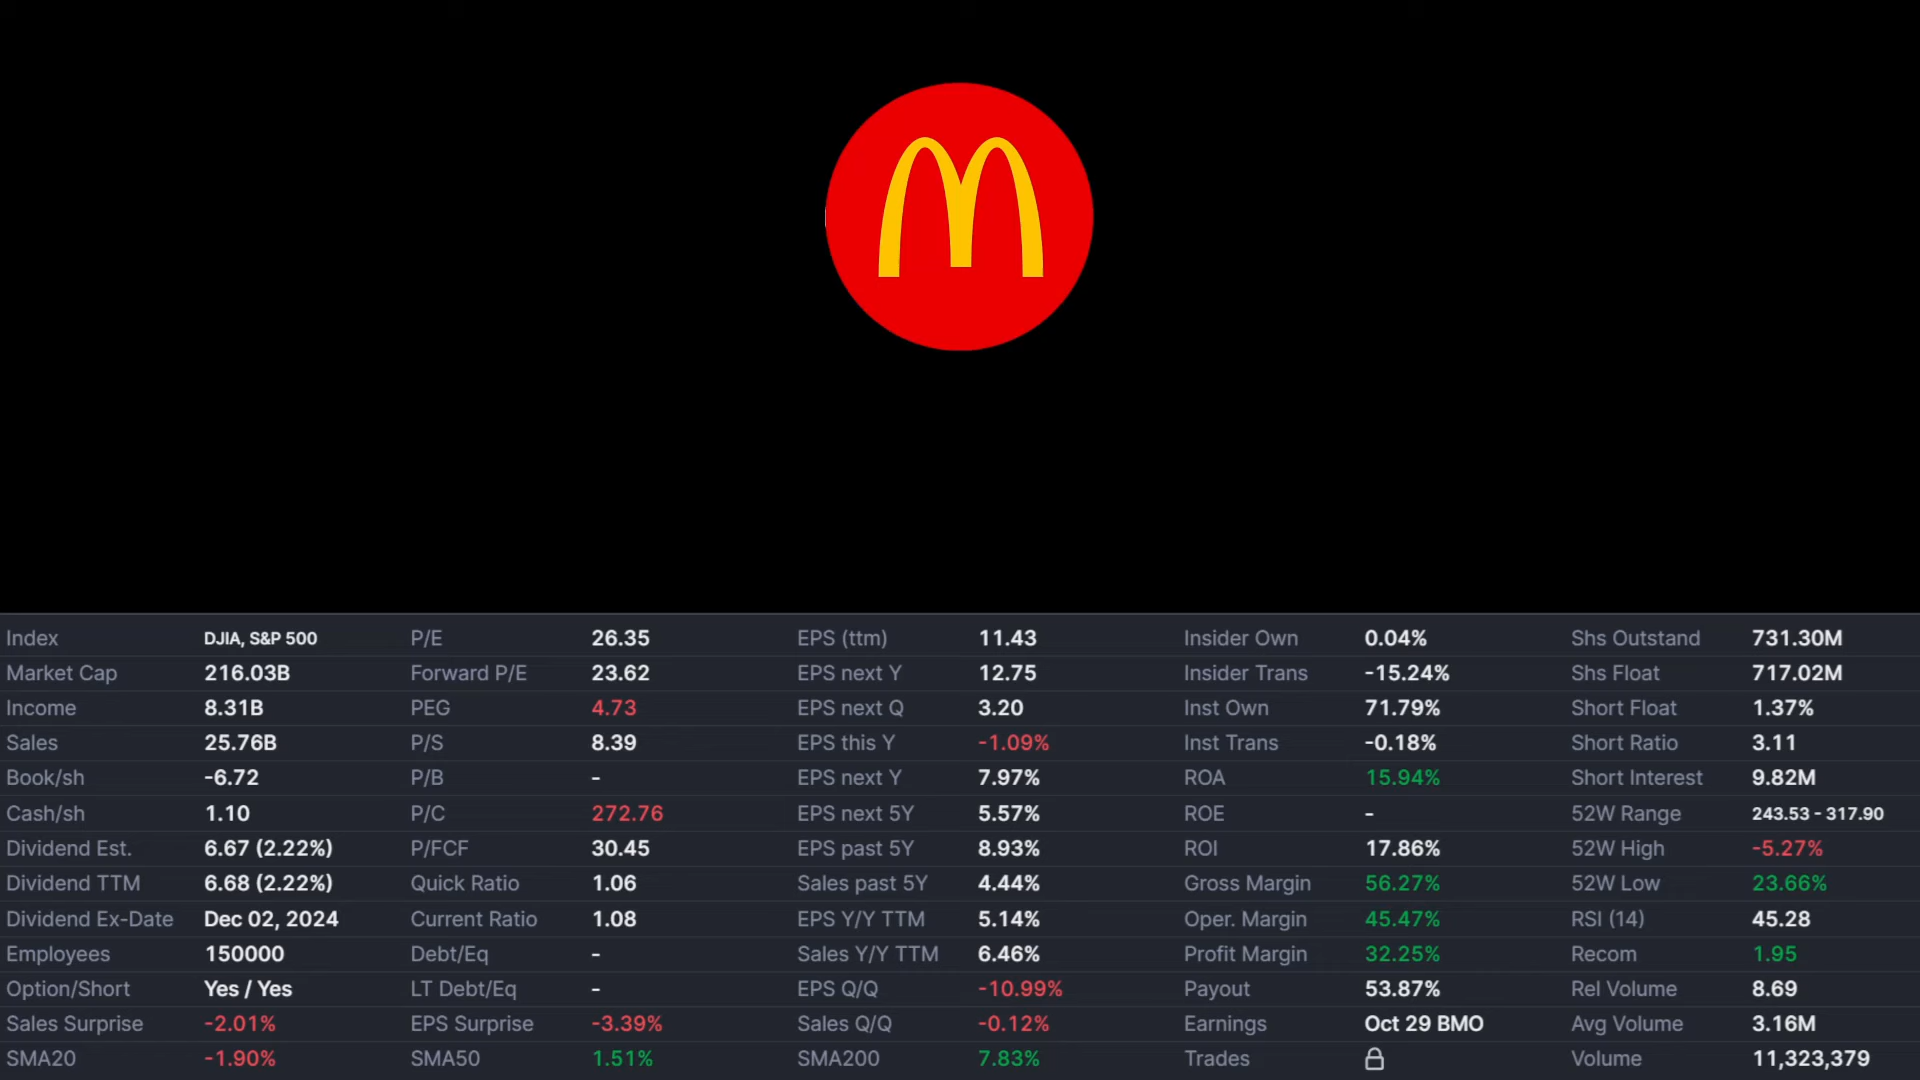 Index DJIA, S&P 500 P/E 26.35 EPS (ttm) 11.43 Insider Own 0.04% Shs Outstand 731.30M
Market Cap 216.03B Forward P/E 23.62 EPS next Y 12.75 Insider Trans -15.24% Shs Float 717.02M
Income 8.31B PEG 4.73 EPS next Q 3.20 Inst Own 71.79% Short Float 1.37%
Sales 25.76B P/S 8.39 EPS this Y -1.09% Inst Trans -0.18% Short Ratio 3.11
Book/sh -6.72 P/B - EPS next Y 7.97% ROA 15.94% Short Interest 9.82M
Cash/sh 1.10 P/C 272.76 EPS next 5Y 5.57% ROE - 52W Range 243.53 - 317.90
Dividend Est. 6.67 (2.22%) P/FCF 30.45 EPS past 5Y 8.93% ROI 17.86% 52W High -5.27%
Dividend TTM 6.68 (2.22%) Quick Ratio 1.06 Sales past 5Y 4.44% Gross Margin 56.27% 52W Low 23.66%
Dividend Ex-Date Dec 02, 2024 Current Ratio 1.08 EPS Y/Y TTM 5.14% Oper. Margin 45.47% RSI (14) 45.28
Employees 150000 Debt/Eq - Sales Y/Y TTM 6.46% Profit Margin 32.25% Recom 1.95
Option/Short Yes / Yes LT Debt/Eq - EPS Q/Q -10.99% Payout 53.87% Rel Volume 8.69
Sales Surprise -2.01% EPS Surprise -3.39% Sales Q/Q -0.12% Earnings Oct 29 BMO Avg Volume 3.16M
SMA20 -1.90% SMA50 1.51% SMA200 7.83% Trades Volume 11,323,379